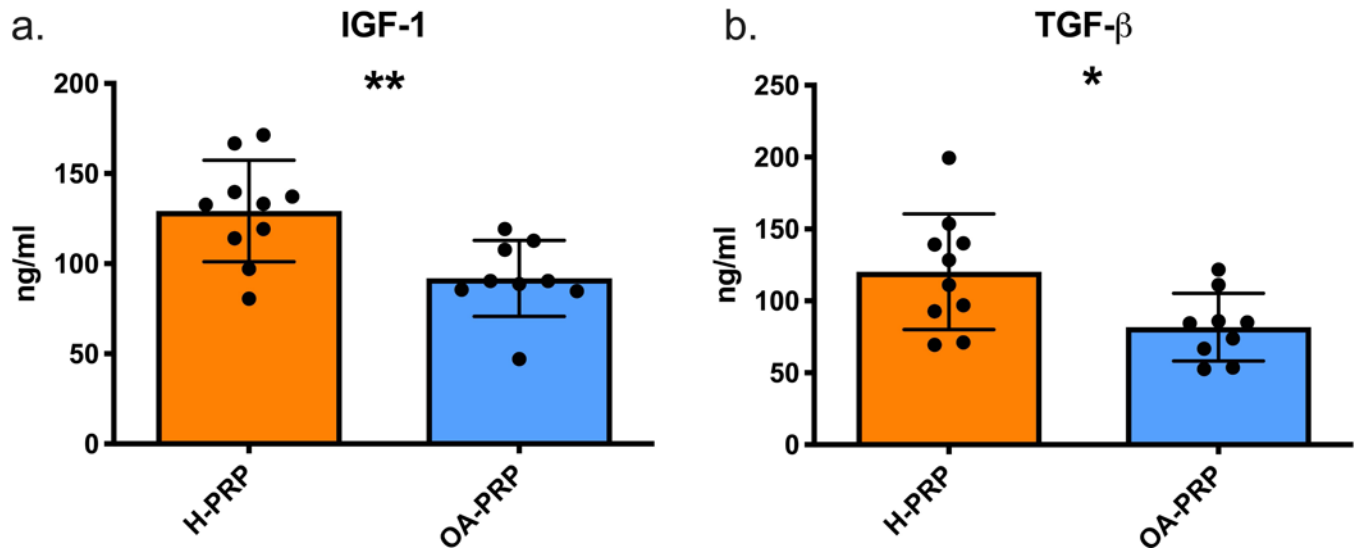 a.
IGF-1
**
200
150
100
50
0
ng/ml
H-PRP
OA-PRP
b.
TGF-β
*
250
200
150
100
50
0
ng/ml
H-PRP
OA-PRP